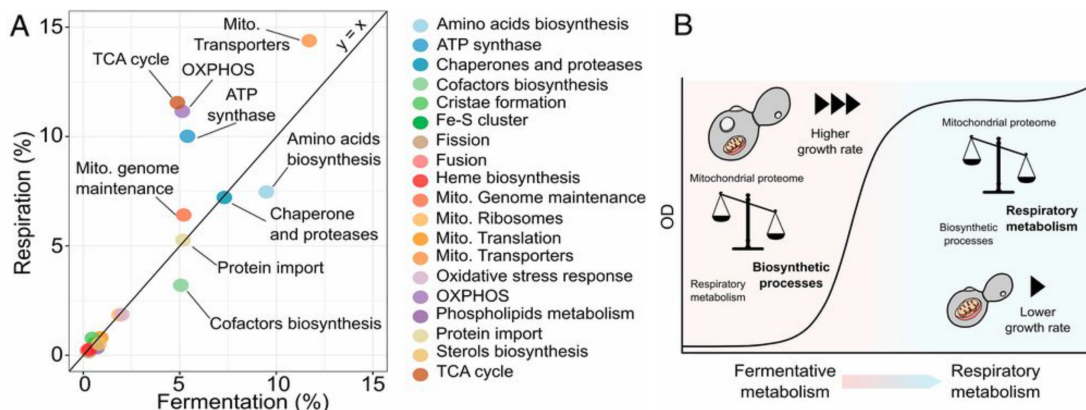 A
Respiration (%)
15
10
5
0
0
5
10
15
Fermentation (%)
y = x
Mito.
Transporters
TCA cycle
OXPHOS
ATP
synthase
Amino acids
biosynthesis
Mito. genome
maintenance
Chaperone
and proteases
Protein import
Cofactors biosynthesis
Amino acids biosynthesis
ATP synthase
Chaperones and proteases
Cofactors biosynthesis
Cristae formation
Fe-S cluster
Fission
Fusion
Heme biosynthesis
Mito. Genome maintenance
Mito. Ribosomes
Mito. Translation
Mito. Transporters
Oxidative stress response
OXPHOS
Phospholipids metabolism
Protein import
Sterols biosynthesis
TCA cycle
B
OD
Higher
growth rate
Mitochondrial proteome
Respiratory
metabolism
Biosynthetic
processes
Mitochondrial proteome
Biosynthetic
processes
Respiratory
metabolism
Lower
growth rate
Fermentative
metabolism
Respiratory
metabolism